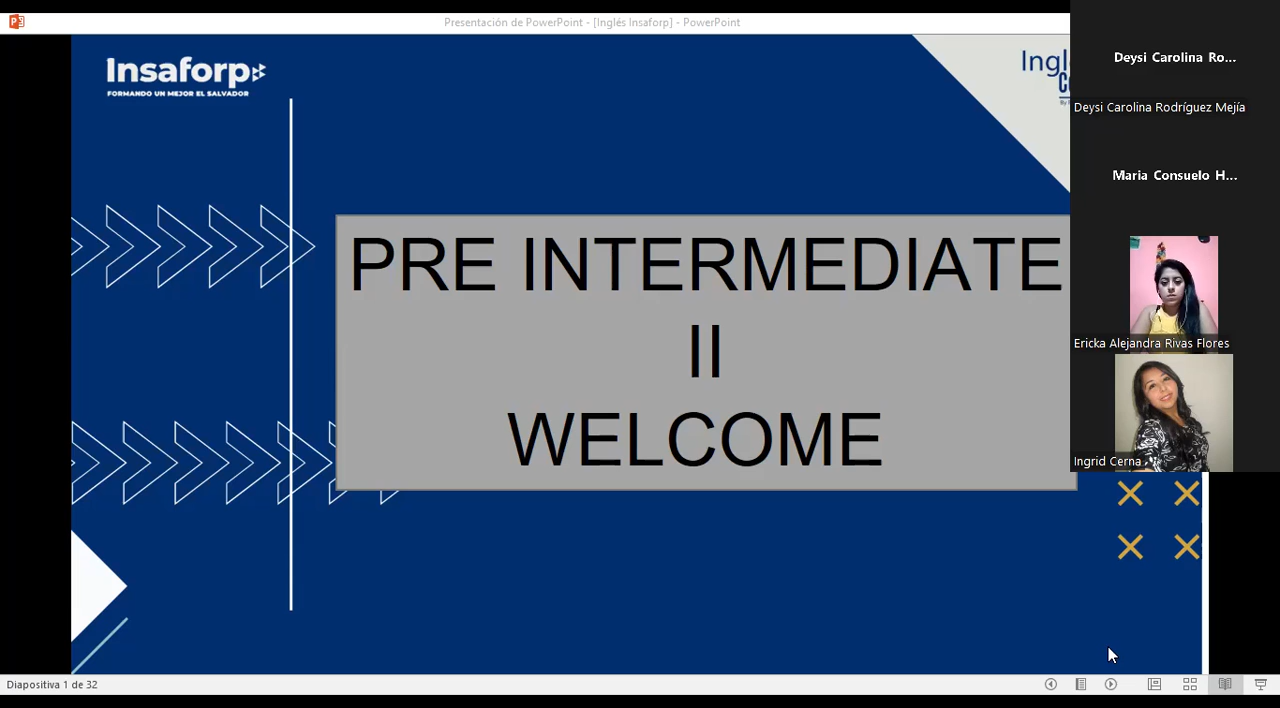 Presentación de PowerPoint - [Inglés Insaforp] - PowerPoint
Insaforp
FORMANDO UN MEJOR EL SALVADOR
PRE INTERMEDIATE
II
WELCOME
Deysi Carolina Ro...
Deysi Carolina Rodríguez Mejía
Maria Consuelo H...
Ericka Alejandra Rivas Flores
Ingrid Cerna
Diapositiva 1 de 32